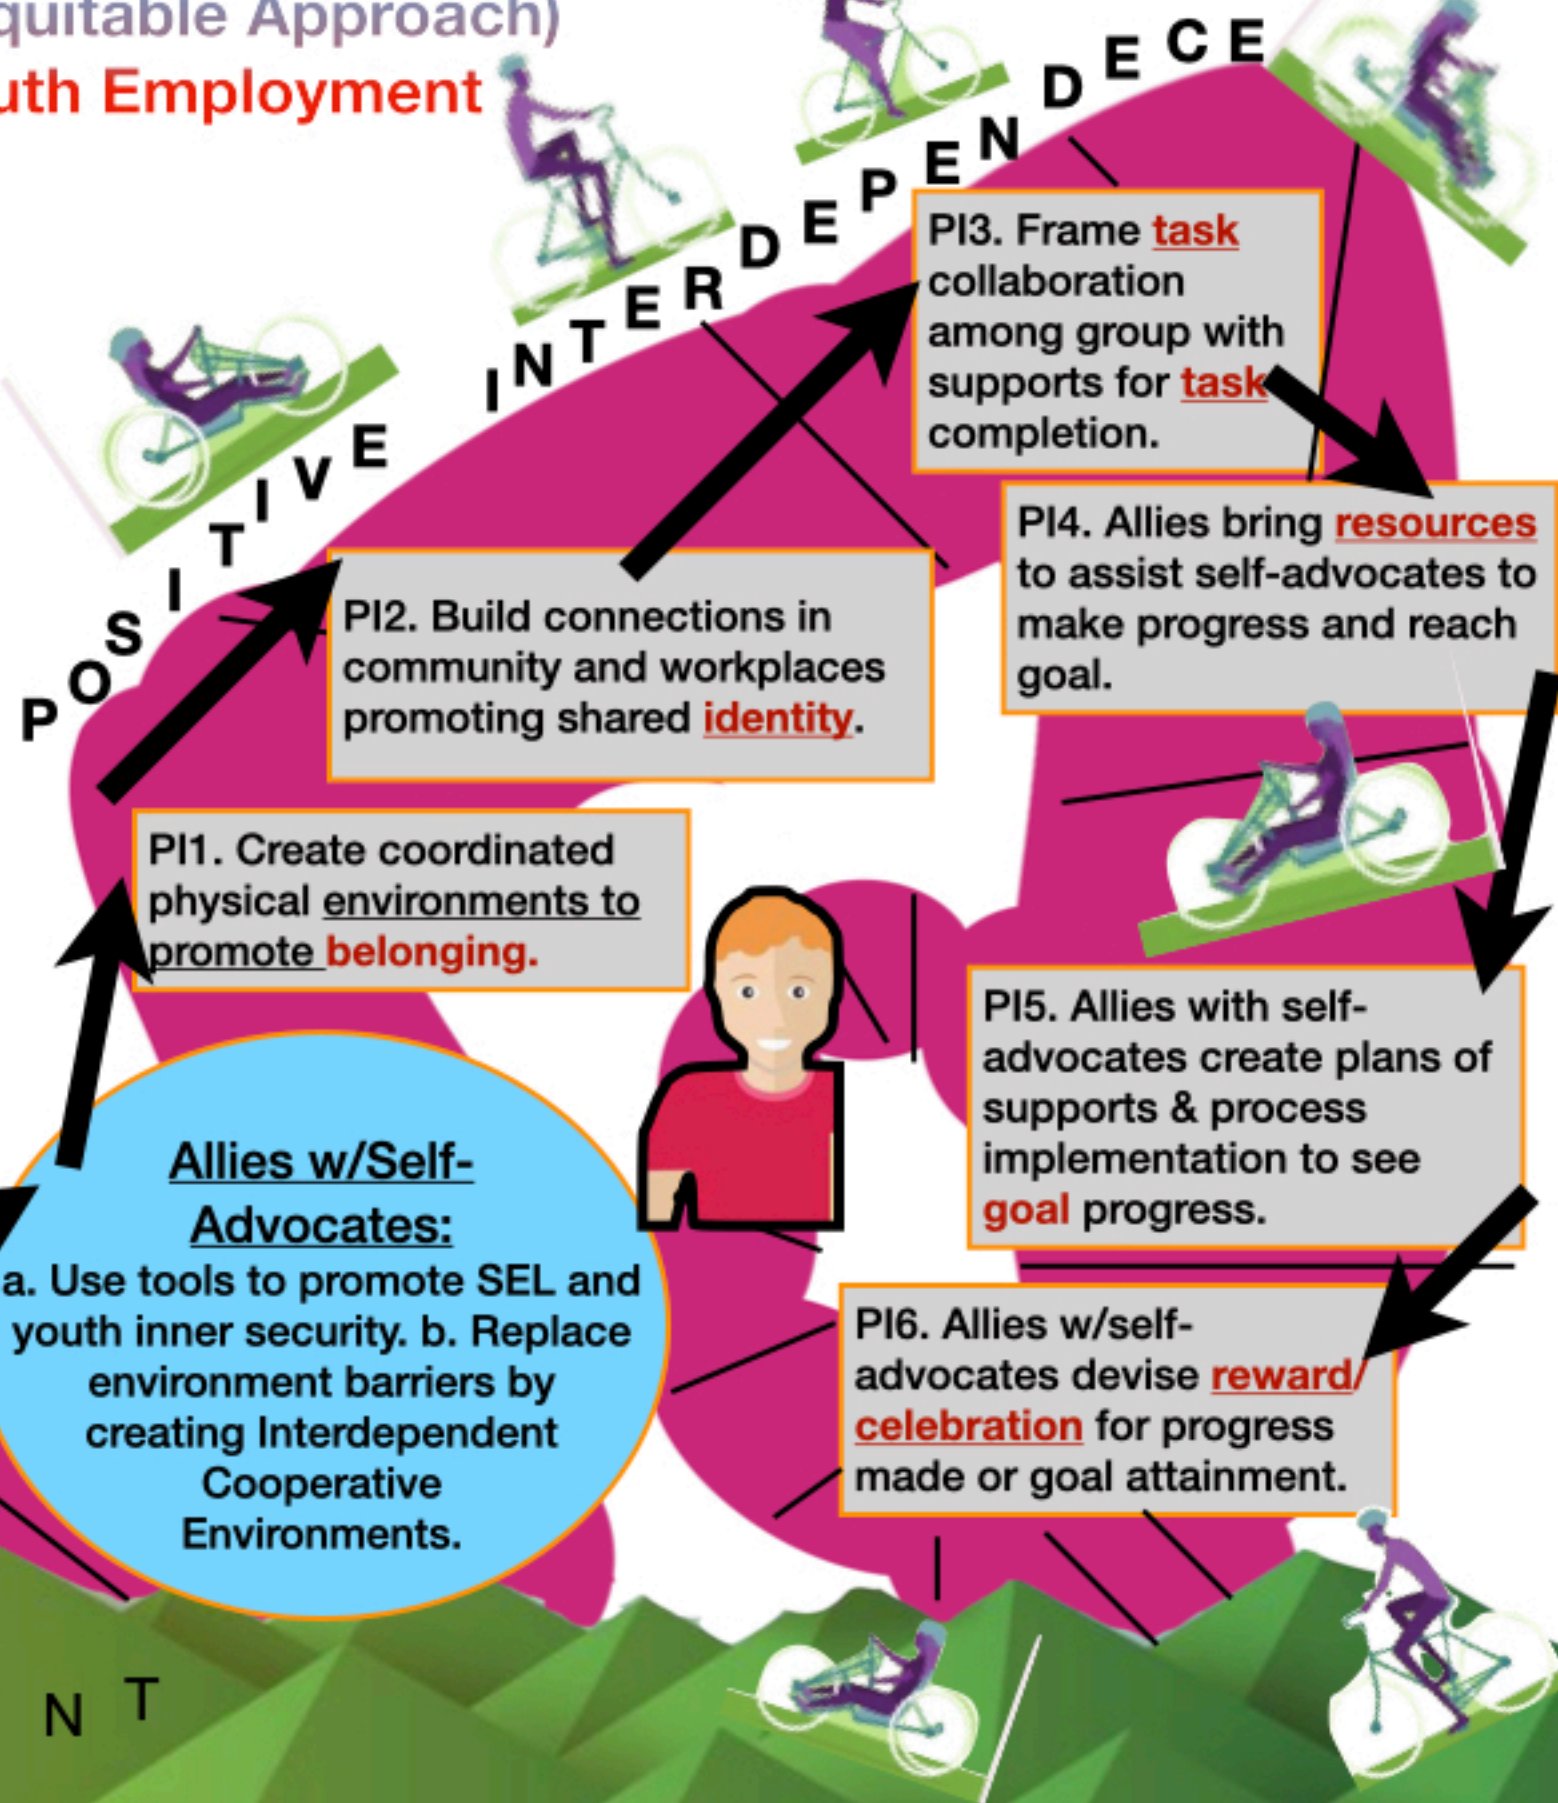 quitable Approach)
uth Employment
POSITIVE INTERDEPENDECE
PI3. Frame task
collaboration
among group with
supports for task
completion.
PI4. Allies bring resources
to assist self-advocates to
make progress and reach
goal.
PI2. Build connections in
community and workplaces
promoting shared identity.
PI1. Create coordinated
physical environments to
promote belonging.
PI5. Allies with self-
advocates create plans of
supports & process
implementation to see
goal progress.
Allies w/Self-
Advocates:
a. Use tools to promote SEL and
youth inner security. b. Replace
environment barriers by
creating Interdependent
Cooperative
Environments.
PI6. Allies w/self-
advocates devise reward/
celebration for progress
made or goal attainment.
N T